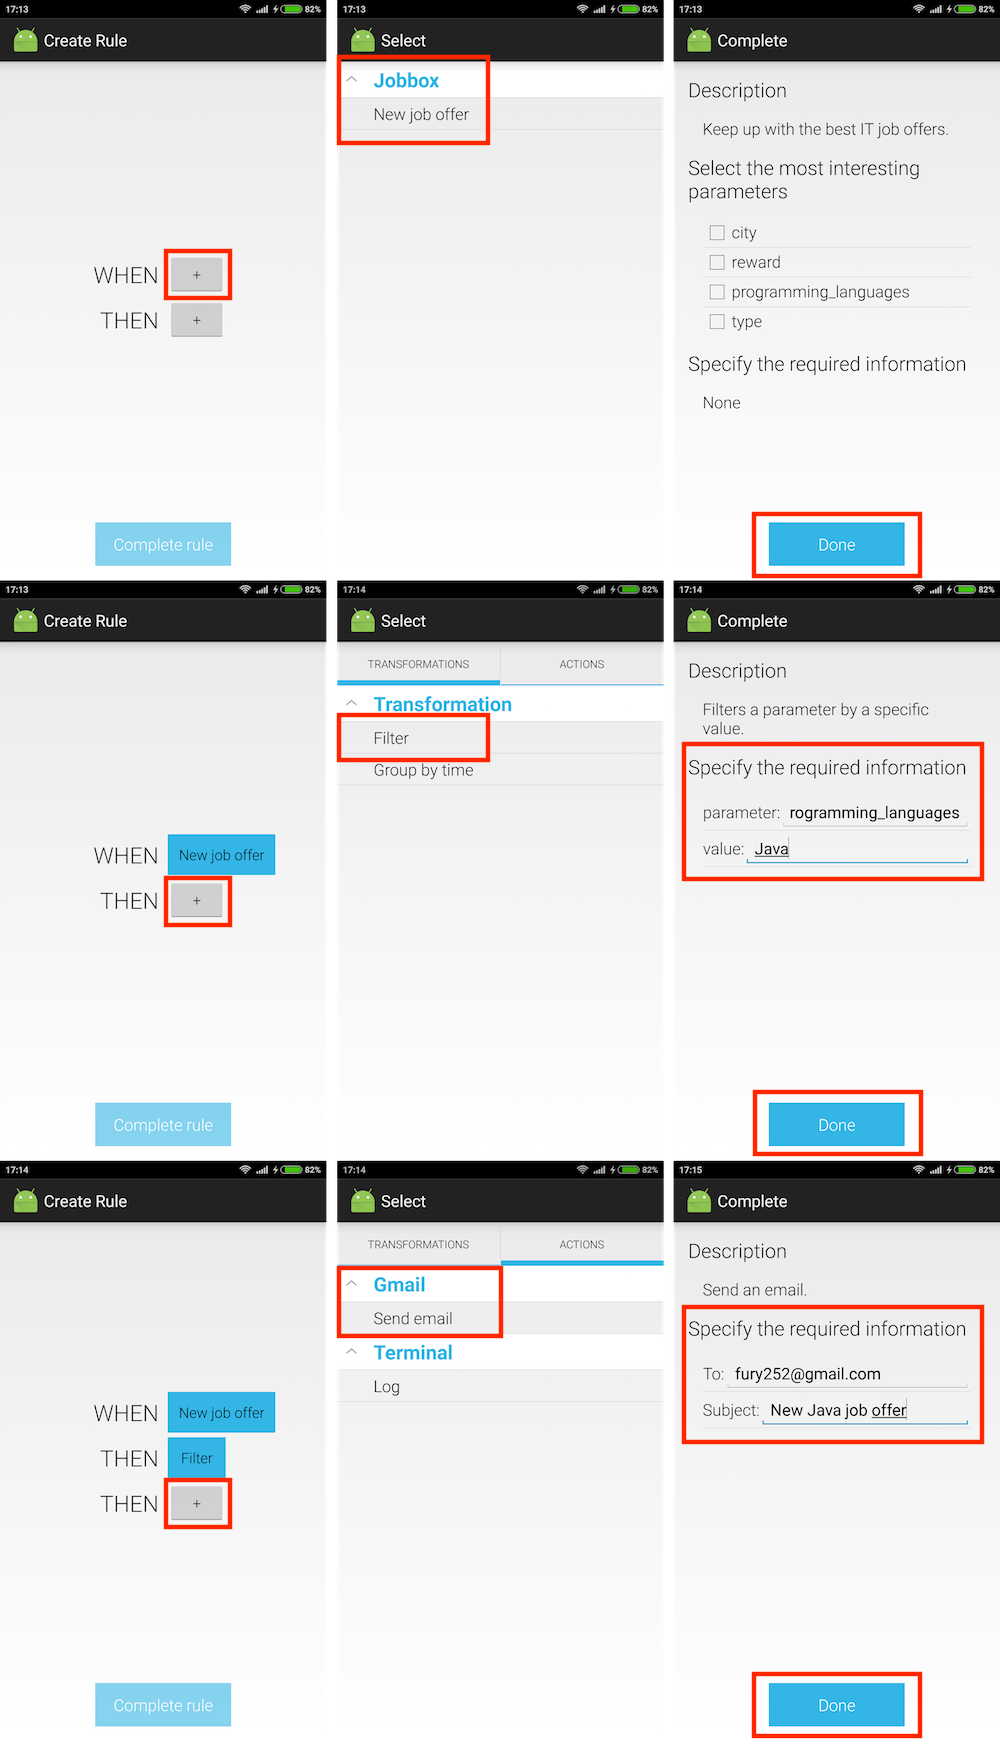 17:13
82%
Create Rule
WHEN +
THEN +
Complete rule
17:13
82%
Select
Jobbox
New job offer
17:13
82%
Complete
Description
Keep up with the best IT job offers.
Select the most interesting
parameters
city
reward
programming_languages
type
Specify the required information
None
Done
17:13
82%
Create Rule
WHEN New job offer
THEN +
Complete rule
17:14
82%
Select
TRANSFORMATIONS ACTIONS
Transformation
Filter
Group by time
17:14
82%
Complete
Description
Filters a parameter by a specific
value.
Specify the required information
parameter: rogramming_languages
value: Java
Done
17:14
82%
Create Rule
WHEN New job offer
THEN Filter
THEN +
Complete rule
17:14
82%
Select
TRANSFORMATIONS ACTIONS
Gmail
Send email
Terminal
Log
17:15
82%
Complete
Description
Send an email.
Specify the required information
To: fury252@gmail.com
Subject: New Java job offer
Done